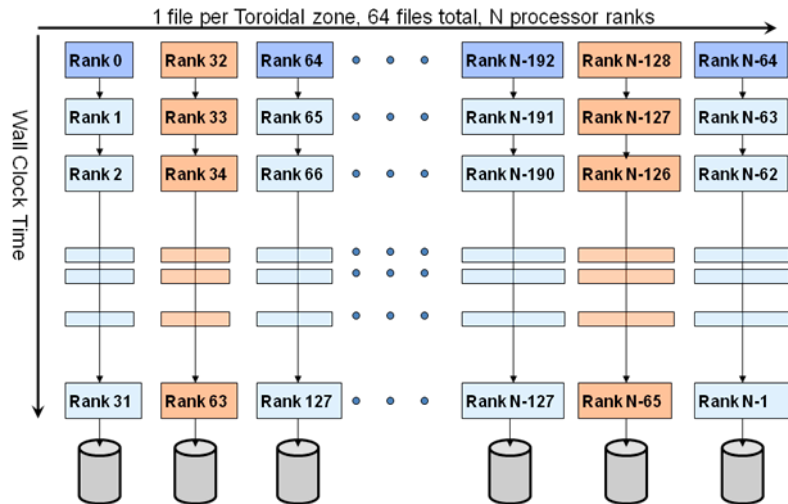 1 file per Toroidal zone, 64 files total, N processor ranks
Wall Clock Time
Rank 0 Rank 32 Rank 64 Rank N-192 Rank N-128 Rank N-64
Rank 1 Rank 33 Rank 65 Rank N-191 Rank N-127 Rank N-63
Rank 2 Rank 34 Rank 66 Rank N-190 Rank N-126 Rank N-62
Rank 31 Rank 63 Rank 127 Rank N-127 Rank N-65 Rank N-1